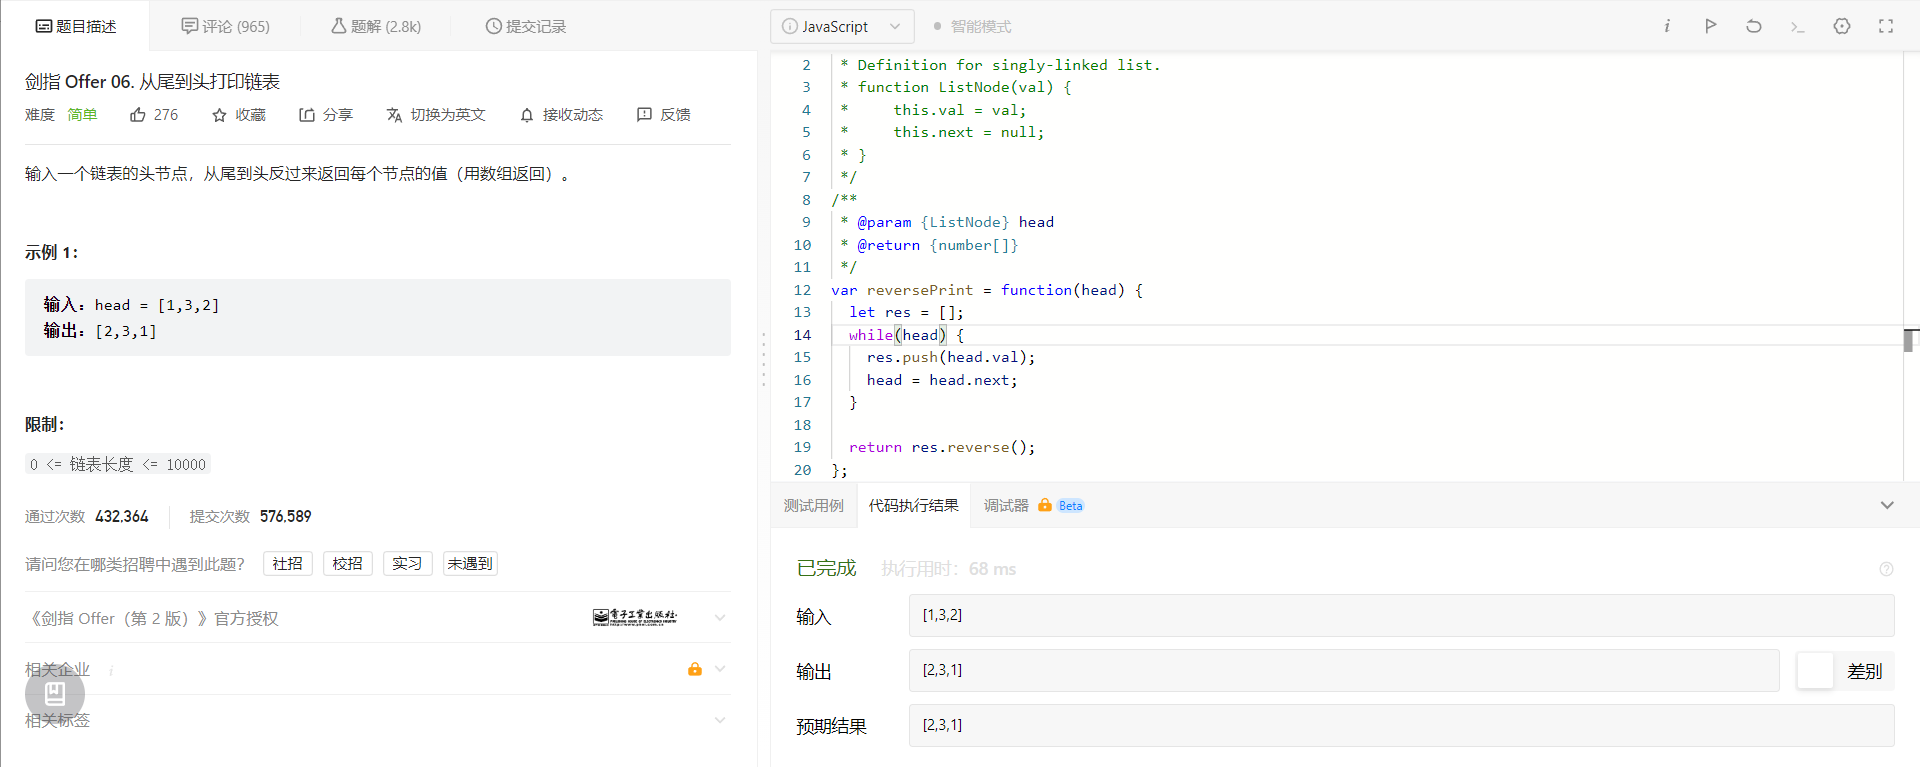 题目描述
评论 (965)
题解 (2.8k)
提交记录
剑指 Offer 06. 从尾到头打印链表
难度 简单 276 收藏 分享 切换为英文 接收动态 反馈
输入一个链表的头节点，从尾到头反过来返回每个节点的值（用数组返回）。
示例 1：
输入：head = [1,3,2]
输出：[2,3,1]
限制：
0 <= 链表长度 <= 10000
通过次数 432,364 提交次数 576,589
请问您在哪类招聘中遇到此题？ 社招 校招 实习 未遇到
《剑指 Offer（第 2 版）》官方授权 电子工业出版社
相关企业 i
相关标签
JavaScript
智能模式
2 * Definition for singly-linked list.
3 * function ListNode(val) {
4 *     this.val = val;
5 *     this.next = null;
6 * }
7 */
8 /**
9 * @param {ListNode} head
10 * @return {number[]}
11 */
12 var reversePrint = function(head) {
13   let res = [];
14   while(head) {
15     res.push(head.val);
16     head = head.next;
17   }
18
19   return res.reverse();
20 };
测试用例 代码执行结果 调试器 Beta
已完成 执行用时：68 ms
输入 [1,3,2]
输出 [2,3,1] 差别
预期结果 [2,3,1]